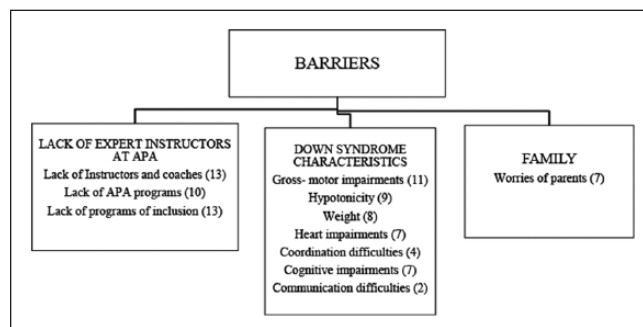 BARRIERS
LACK OF EXPERT INSTRUCTORS
AT APA
Lack of Instructors and coaches (13)
Lack of APA programs (10)
Lack of programs of inclusion (13)
DOWN SYNDROME
CHARACTERISTICS
Gross- motor impairments (11)
Hypotonicity (9)
Weight (8)
Heart impairments (7)
Coordination difficulties (4)
Cognitive impairments (7)
Communication difficulties (2)
FAMILY
Worries of parents (7)